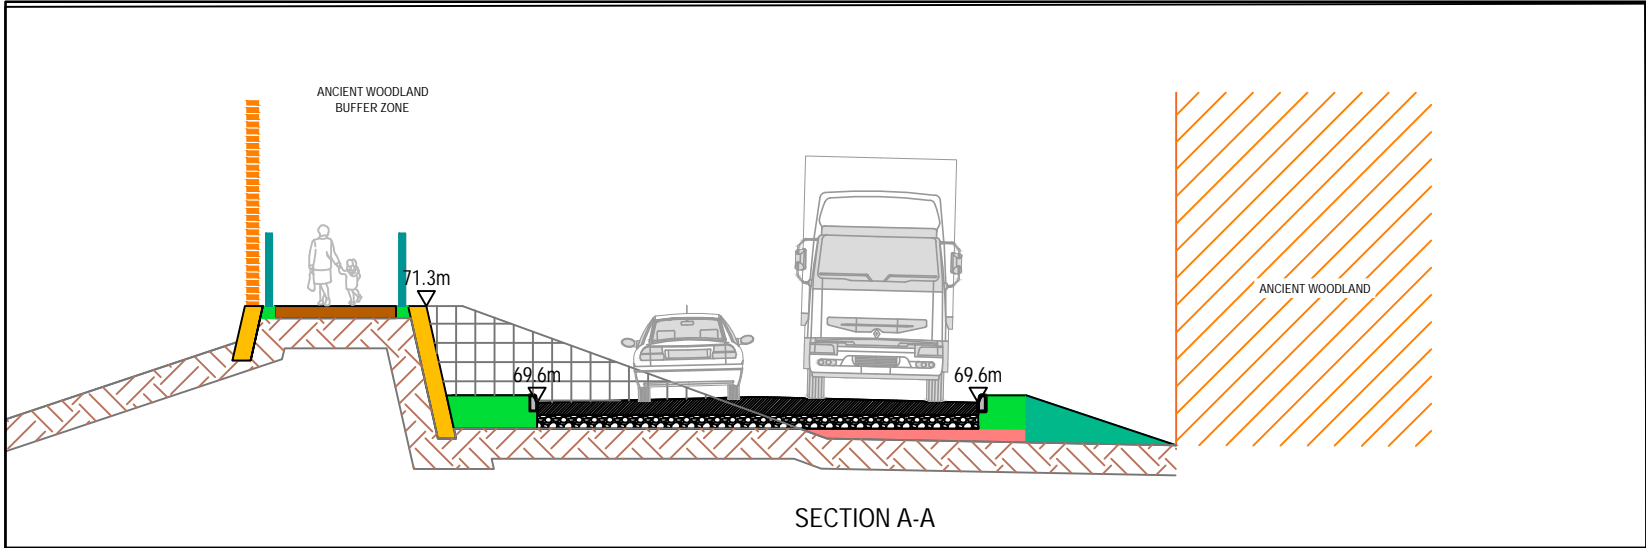 ANCIENT WOODLAND
BUFFER ZONE
71.3m
69.6m
69.6m
ANCIENT WOODLAND
SECTION A-A